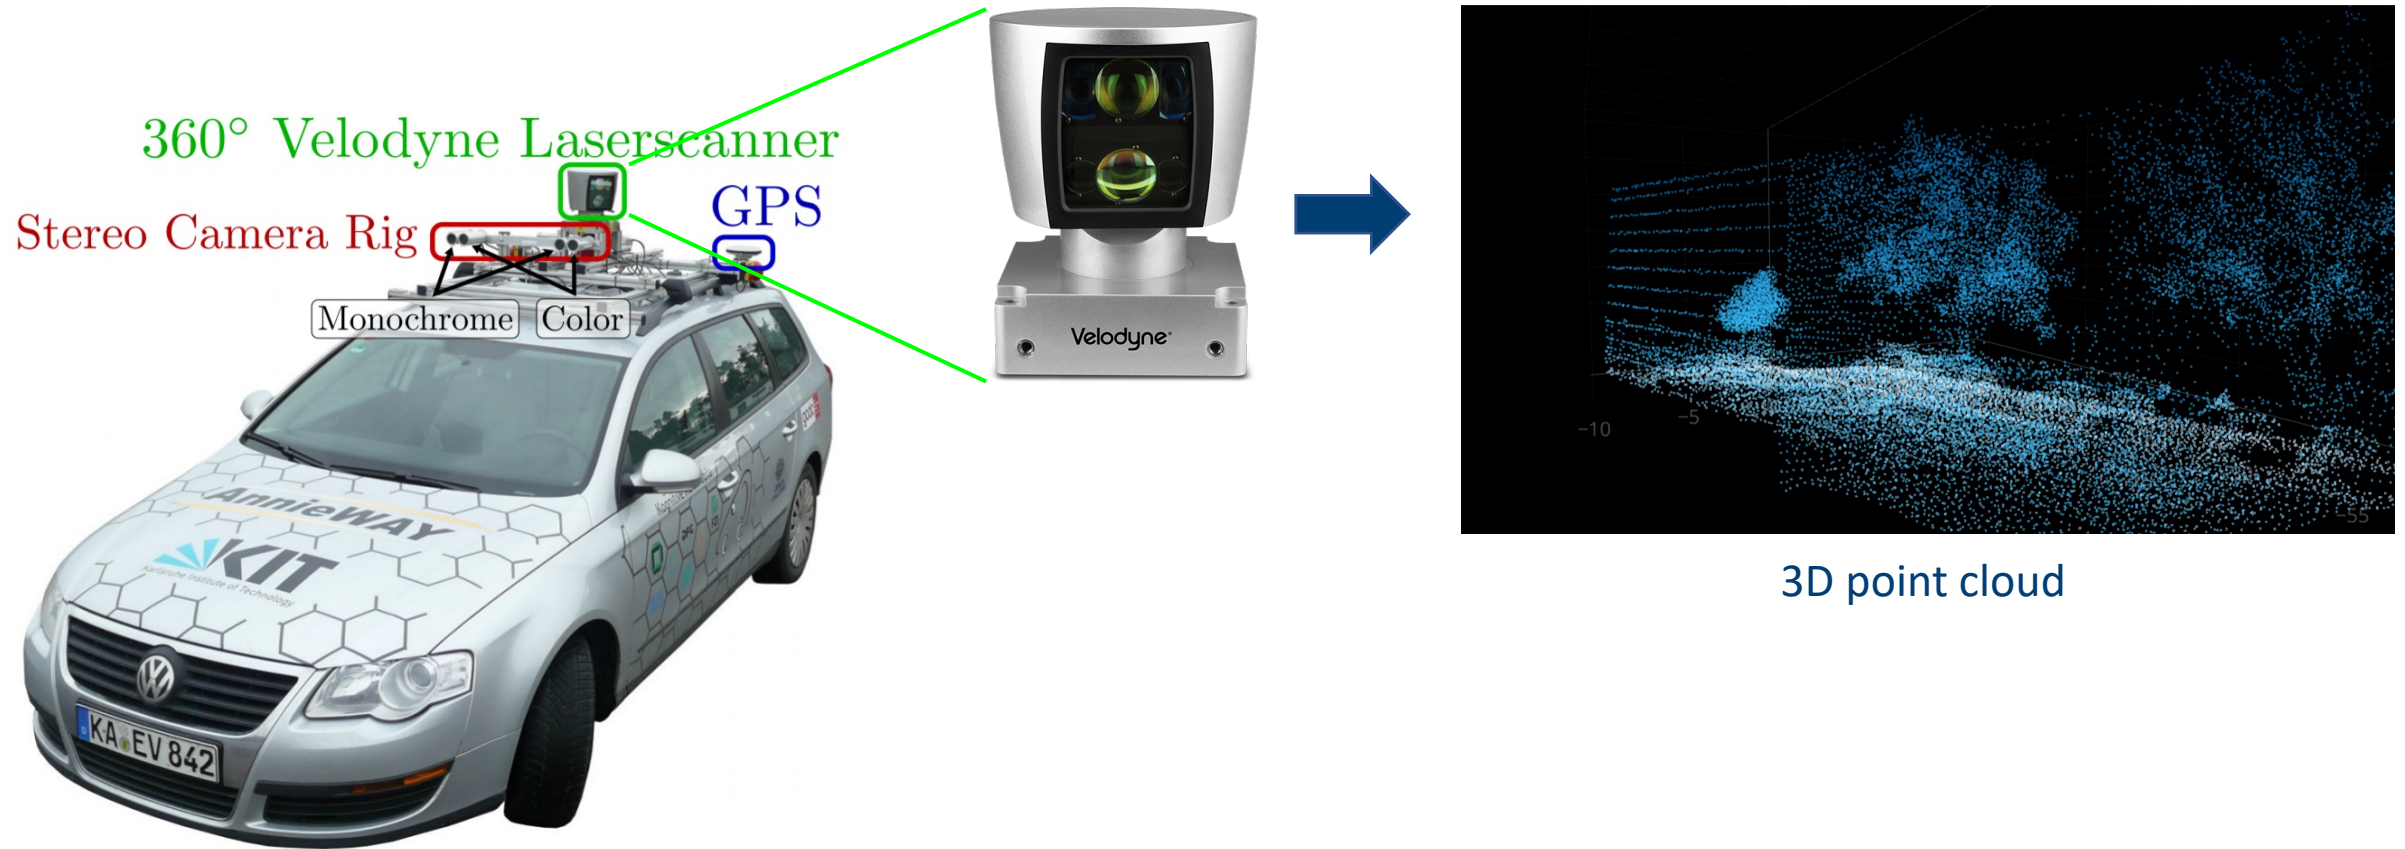 360° Velodyne Laserscanner
Stereo Camera Rig
GPS
Monochrome
Color
AnnieWAY
KIT
Karlsruhe Institute of Technology
KA EV 842
Velodyne
-10
-5
-55
3D point cloud